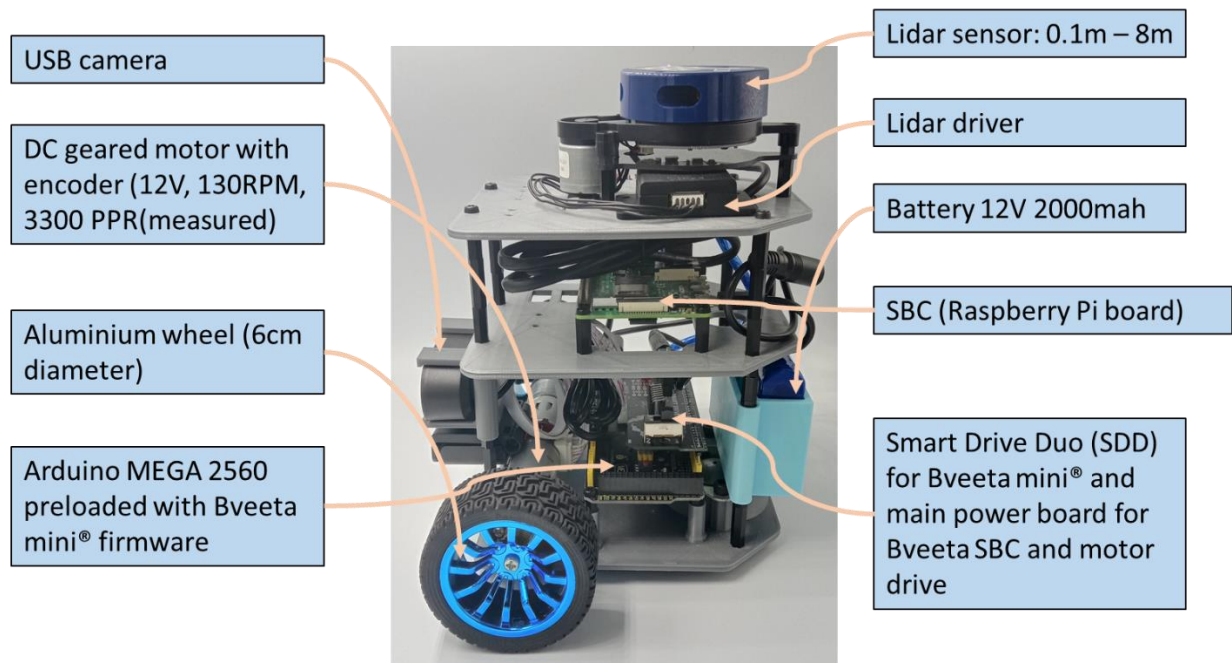 USB camera
DC geared motor with
encoder (12V, 130RPM,
3300 PPR(measured)
Aluminium wheel (6cm
diameter)
Arduino MEGA 2560
preloaded with Bveeta
mini® firmware
Lidar sensor: 0.1m – 8m
Lidar driver
Battery 12V 2000mah
SBC (Raspberry Pi board)
Smart Drive Duo (SDD)
for Bveeta mini® and
main power board for
Bveeta SBC and motor
drive